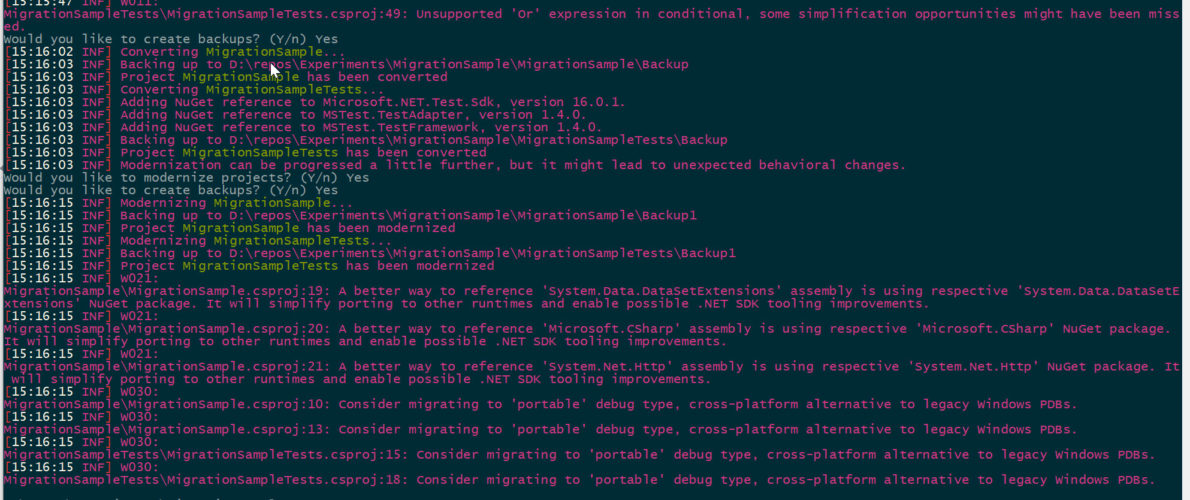 [15:15:47 INF] W011:
MigrationSampleTests\MigrationSampleTests.csproj:49: Unsupported 'Or' expression in conditional, some simplification opportunities might have been miss
ed.
Would you like to create backups? (Y/n) Yes
[15:16:02 INF] Converting MigrationSample...
[15:16:03 INF] Backing up to D:\repos\Experiments\MigrationSample\MigrationSample\Backup
[15:16:03 INF] Project MigrationSample has been converted
[15:16:03 INF] Converting MigrationSampleTests...
[15:16:03 INF] Adding NuGet reference to Microsoft.NET.Test.Sdk, version 16.0.1.
[15:16:03 INF] Adding NuGet reference to MSTest.TestAdapter, version 1.4.0.
[15:16:03 INF] Adding NuGet reference to MSTest.TestFramework, version 1.4.0.
[15:16:03 INF] Backing up to D:\repos\Experiments\MigrationSample\MigrationSampleTests\Backup
[15:16:03 INF] Project MigrationSampleTests has been converted
[15:16:03 INF] Modernization can be progressed a little further, but it might lead to unexpected behavioral changes.
Would you like to modernize projects? (Y/n) Yes
Would you like to create backups? (Y/n) Yes
[15:16:15 INF] Modernizing MigrationSample...
[15:16:15 INF] Backing up to D:\repos\Experiments\MigrationSample\MigrationSample\Backup1
[15:16:15 INF] Project MigrationSample has been modernized
[15:16:15 INF] Modernizing MigrationSampleTests...
[15:16:15 INF] Backing up to D:\repos\Experiments\MigrationSample\MigrationSampleTests\Backup1
[15:16:15 INF] Project MigrationSampleTests has been modernized
[15:16:15 INF] W021:
MigrationSample\MigrationSample.csproj:19: A better way to reference 'System.Data.DataSetExtensions' assembly is using respective 'System.Data.DataSetE
xtensions' NuGet package. It will simplify porting to other runtimes and enable possible .NET SDK tooling improvements.
[15:16:15 INF] W021:
MigrationSample\MigrationSample.csproj:20: A better way to reference 'Microsoft.CSharp' assembly is using respective 'Microsoft.CSharp' NuGet package.
It will simplify porting to other runtimes and enable possible .NET SDK tooling improvements.
[15:16:15 INF] W021:
MigrationSample\MigrationSample.csproj:21: A better way to reference 'System.Net.Http' assembly is using respective 'System.Net.Http' NuGet package. It
will simplify porting to other runtimes and enable possible .NET SDK tooling improvements.
[15:16:15 INF] W030:
MigrationSample\MigrationSample.csproj:10: Consider migrating to 'portable' debug type, cross-platform alternative to legacy Windows PDBs.
[15:16:15 INF] W030:
MigrationSample\MigrationSample.csproj:13: Consider migrating to 'portable' debug type, cross-platform alternative to legacy Windows PDBs.
[15:16:15 INF] W030:
MigrationSampleTests\MigrationSampleTests.csproj:15: Consider migrating to 'portable' debug type, cross-platform alternative to legacy Windows PDBs.
[15:16:15 INF] W030:
MigrationSampleTests\MigrationSampleTests.csproj:18: Consider migrating to 'portable' debug type, cross-platform alternative to legacy Windows PDBs.